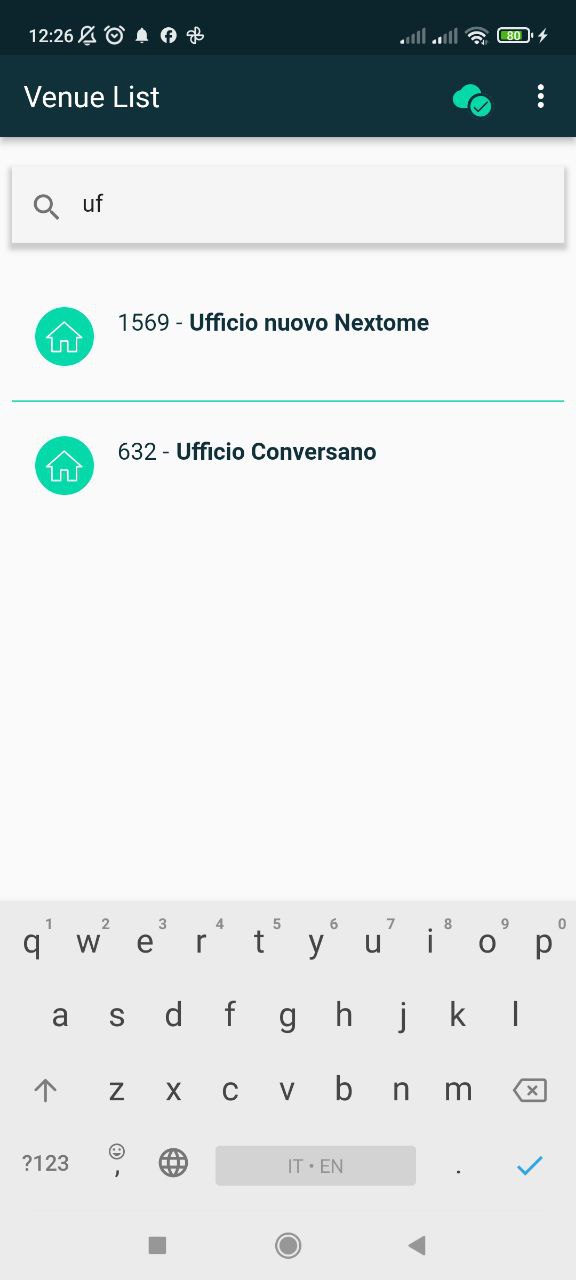 12:26 80
Venue List
uf
1569 - Ufficio nuovo Nextome
632 - Ufficio Conversano
1 2 3 4 5 6 7 8 9 0
q w e r t y u i o p
a s d f g h j k l
z x c v b n m
?123 , IT • EN .